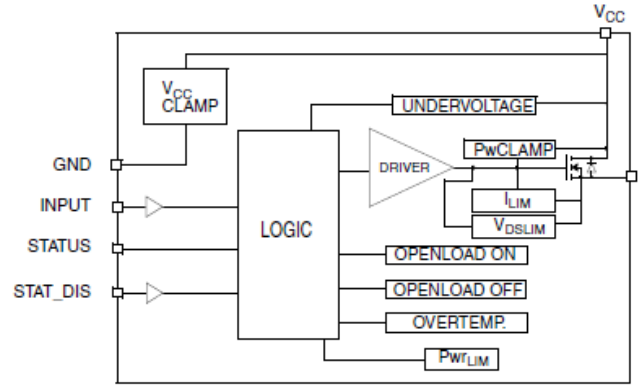 VCC
VCC
CLAMP
UNDERVOLTAGE
PwCLAMP
GND
DRIVER
INPUT
ILIM
LOGIC
VDSLIM
STATUS
OPENLOAD ON
STAT_DIS
OPENLOAD OFF
OVERTEMP.
PwrLIM